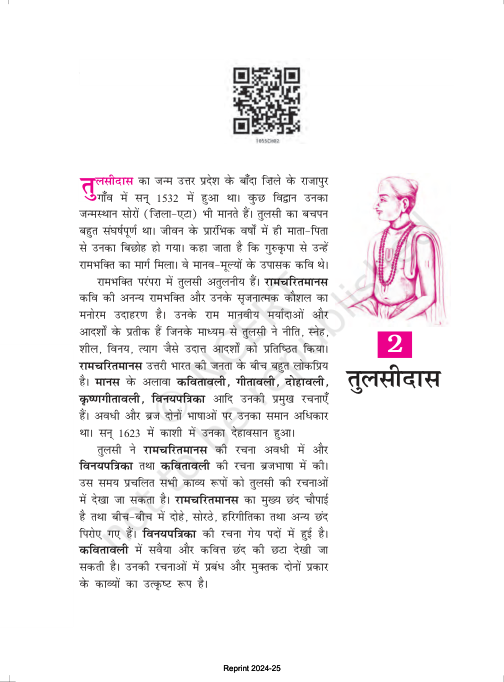 तुलसीदास का जन्म उत्तर प्रदेश के बाँदा ज़िले के राजापुर
गाँव में सन् 1532 में हुआ था। कुछ विद्वान उनका
जन्मस्थान सोरों (ज़िला-एटा) भी मानते हैं। तुलसी का बचपन
बहुत संघर्षपूर्ण था। जीवन के प्रारंभिक वर्षों में ही माता-पिता
से उनका बिछोह हो गया। कहा जाता है कि गुरुकृपा से उन्हें
रामभक्ति का मार्ग मिला। वे मानव-मूल्यों के उपासक कवि थे।
रामभक्ति परंपरा में तुलसी अतुलनीय हैं। रामचरितमानस
कवि की अनन्य रामभक्ति और उनके सृजनात्मक कौशल का
मनोरम उदाहरण है। उनके राम मानवीय मर्यादाओं और
आदर्शों के प्रतीक हैं जिनके माध्यम से तुलसी ने नीति, स्नेह,
शील, विनय, त्याग जैसे उदात्त आदर्शों को प्रतिष्ठित किया।
रामचरितमानस उत्तरी भारत की जनता के बीच बहुत लोकप्रिय
है। मानस के अलावा कवितावली, गीतावली, दोहावली,
कृष्णगीतावली, विनयपत्रिका आदि उनकी प्रमुख रचनाएँ
हैं। अवधी और ब्रज दोनों भाषाओं पर उनका समान अधिकार
था। सन् 1623 में काशी में उनका देहावसान हुआ।
तुलसी ने रामचरितमानस की रचना अवधी में और
विनयपत्रिका तथा कवितावली की रचना ब्रजभाषा में की।
उस समय प्रचलित सभी काव्य रूपों को तुलसी की रचनाओं
में देखा जा सकता है। रामचरितमानस का मुख्य छंद चौपाई
है तथा बीच-बीच में दोहे, सोरठे, हरिगीतिका तथा अन्य छंद
पिरोए गए हैं। विनयपत्रिका की रचना गेय पदों में हुई है।
कवितावली में सवैया और कवित्त छंद की छटा देखी जा
सकती है। उनकी रचनाओं में प्रबंध और मुक्तक दोनों प्रकार
के काव्यों का उत्कृष्ट रूप है।
2
तुलसीदास
Reprint 2024-25